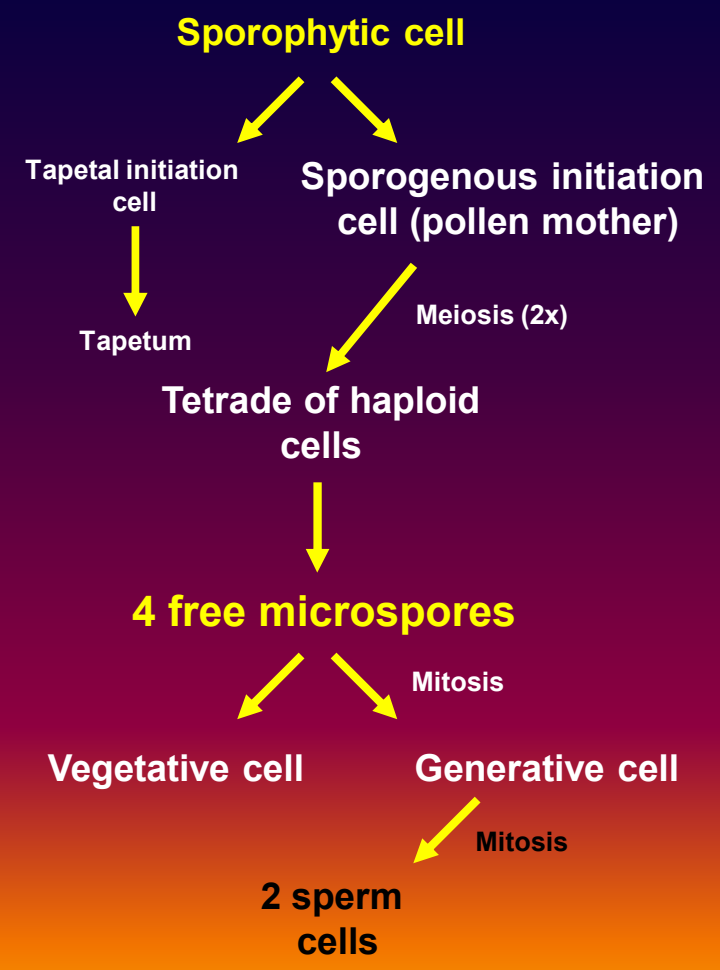 Sporophytic cell
Tapetal initiation
cell
Sporogenous initiation
cell (pollen mother)
Meiosis (2x)
Tapetum
Tetrade of haploid
cells
4 free microspores
Mitosis
Vegetative cell
Generative cell
Mitosis
2 sperm
cells